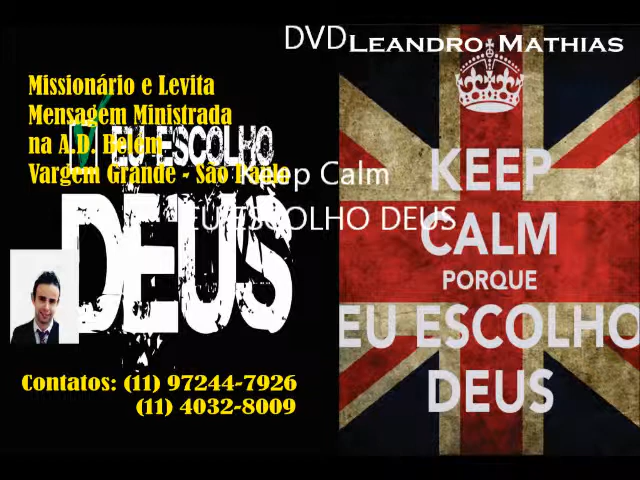 DVD LEANDRO MATHIAS
Missionário e Levita
Mensagem Ministrada
na A.D. Belém
Vargem Grande - São Paulo
EU ESCOLHO
DEUS
Keep Calm
EU ESCOLHO DEUS
Contatos: (11) 97244-7926
(11) 4032-8009
KEEP
CALM
PORQUE
EU ESCOLHO
DEUS